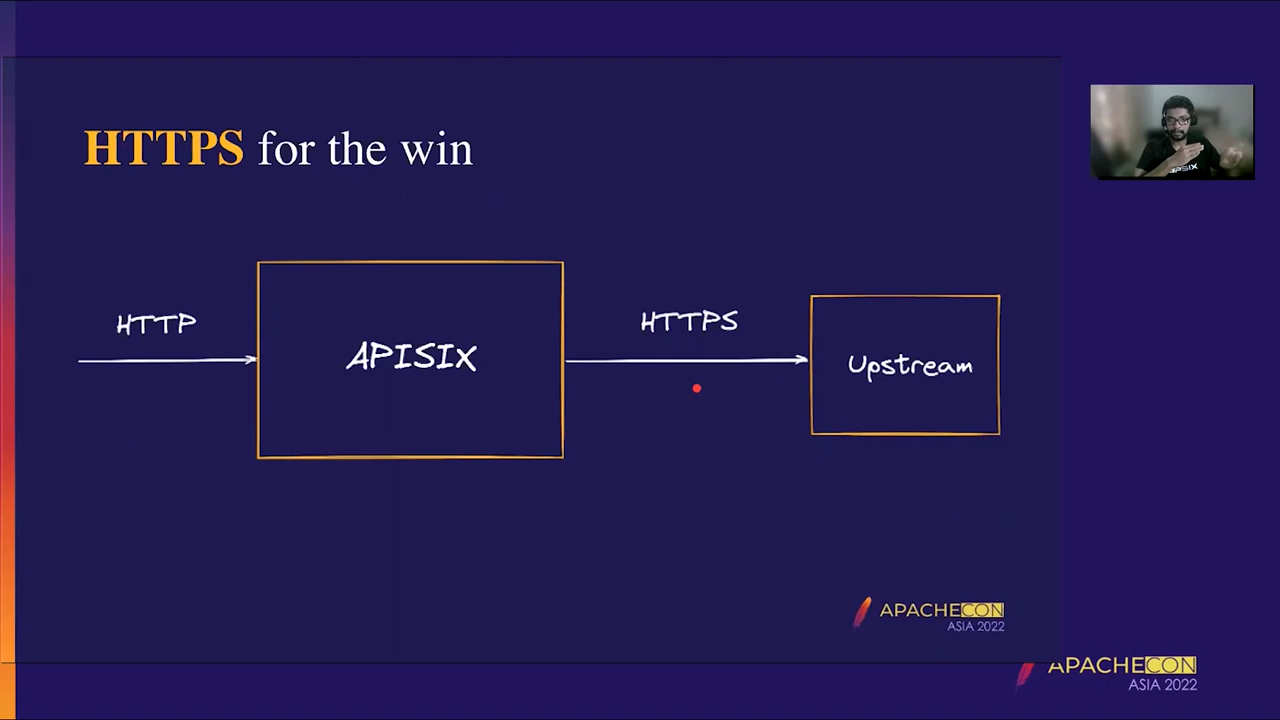 HTTPS for the win
HTTP
APISIX
HTTPS
Upstream
APACHECON
ASIA 2022
APACHECON
ASIA 2022